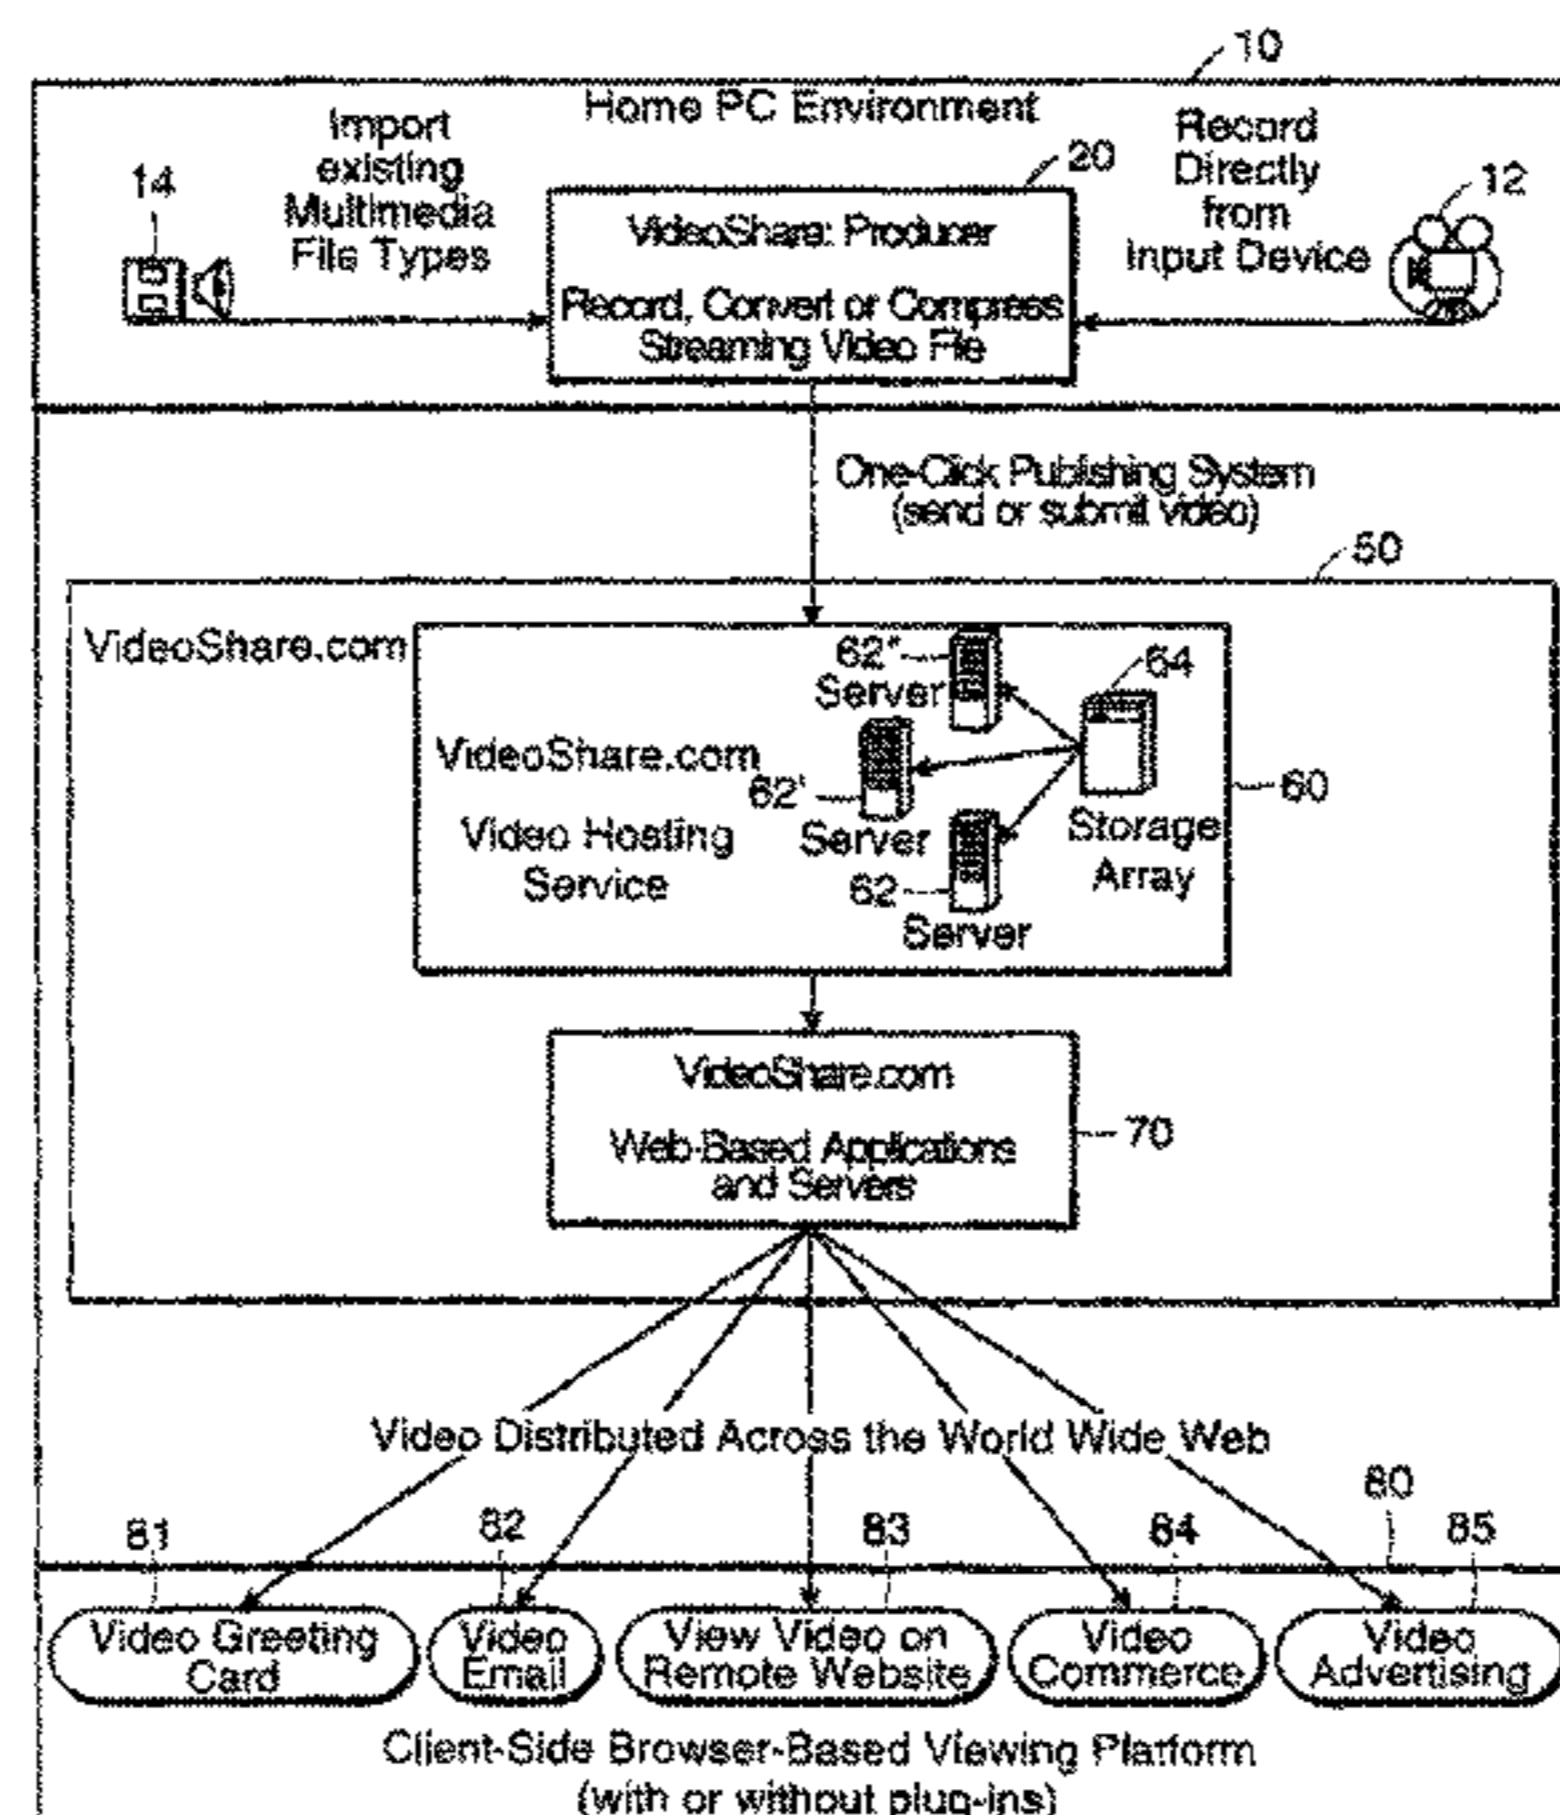 10
Home PC Environment
Import
existing
Multimedia
File Types
14
20
VideoShare: Producer
Record, Convert or Compress
Streaming Video File
Record
Directly
from
Input Device
12
One-Click Publishing System
(send or submit video)
50
VideoShare.com
62"
Server
64
VideoShare.com
62'
Server
60
Video Hosting
Service
Storage
Array
62
Server
VideoShare.com
Web-Based Applications
and Servers
70
Video Distributed Across the World Wide Web
80
81
82
83
84
85
Video Greeting
Card
Video
Email
View Video on
Remote Website
Video
Commerce
Video
Advertising
Client-Side Browser-Based Viewing Platform
(with or without plug-ins)